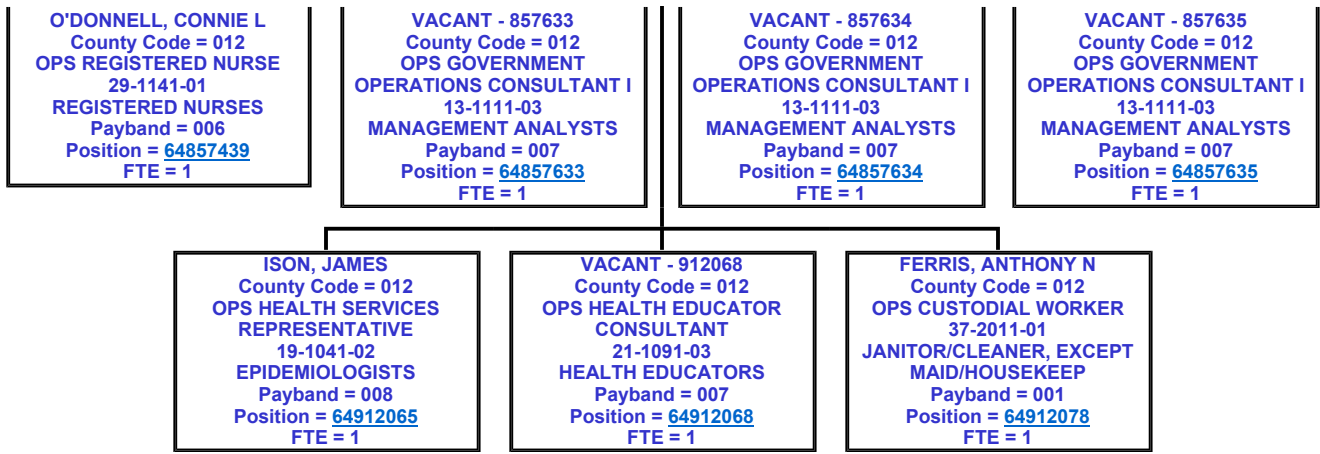 O'DONNELL, CONNIE L
County Code = 012
OPS REGISTERED NURSE
29-1141-01
REGISTERED NURSES
Payband = 006
Position = 64857439
FTE = 1
VACANT - 857633
County Code = 012
OPS GOVERNMENT
OPERATIONS CONSULTANT I
13-1111-03
MANAGEMENT ANALYSTS
Payband = 007
Position = 64857633
FTE = 1
VACANT - 857634
County Code = 012
OPS GOVERNMENT
OPERATIONS CONSULTANT I
13-1111-03
MANAGEMENT ANALYSTS
Payband = 007
Position = 64857634
FTE = 1
VACANT - 857635
County Code = 012
OPS GOVERNMENT
OPERATIONS CONSULTANT I
13-1111-03
MANAGEMENT ANALYSTS
Payband = 007
Position = 64857635
FTE = 1
ISON, JAMES
County Code = 012
OPS HEALTH SERVICES
REPRESENTATIVE
19-1041-02
EPIDEMIOLOGISTS
Payband = 008
Position = 64912065
FTE = 1
VACANT - 912068
County Code = 012
OPS HEALTH EDUCATOR
CONSULTANT
21-1091-03
HEALTH EDUCATORS
Payband = 007
Position = 64912068
FTE = 1
FERRIS, ANTHONY N
County Code = 012
OPS CUSTODIAL WORKER
37-2011-01
JANITOR/CLEANER, EXCEPT
MAID/HOUSEKEEP
Payband = 001
Position = 64912078
FTE = 1